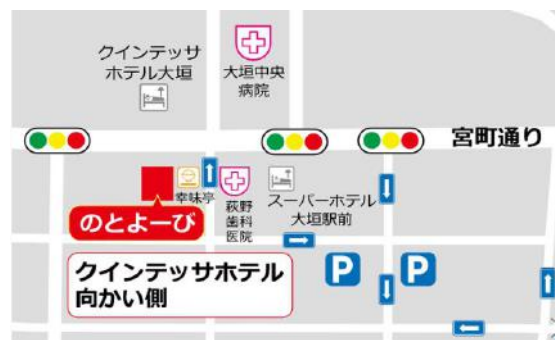 クインテッサ
ホテル大垣
大垣中央
病院
宮町通り
幸味亭
萩野
歯科
医院
スーパーホテル
大垣駅前
のとよーび
クインテッサホテル
向かい側
P
P